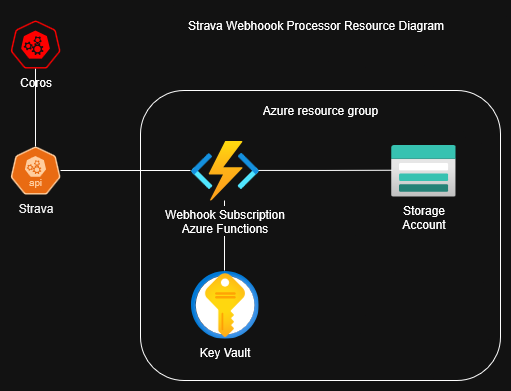 Strava Webhoook Processor Resource Diagram
Coros
Azure resource group
api
Strava
Webhook Subscription
Azure Functions
Storage
Account
Key Vault